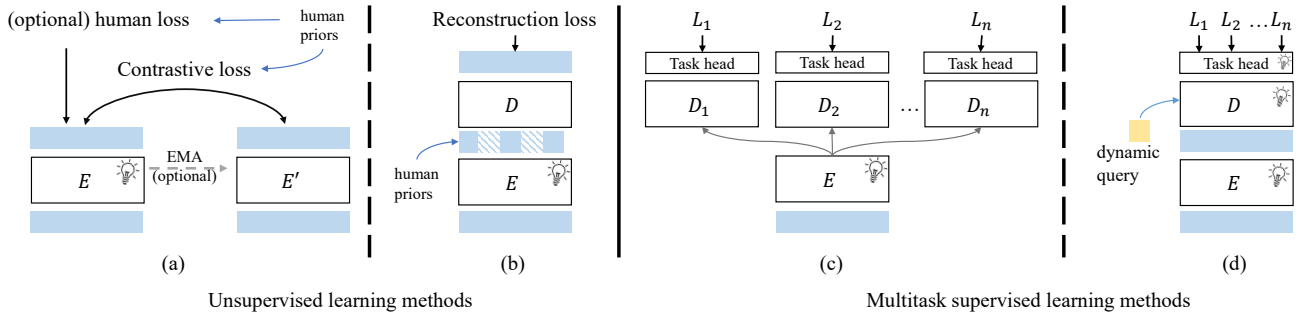 (optional) human loss
human
priors
Contrastive loss
E
EMA
(optional)
E′
(a)
Reconstruction loss
D
human
priors
E
(b)
Unsupervised learning methods
L₁ L₂ Lₙ
Task head Task head Task head
D₁ D₂ ... Dₙ
E
(c)
L₁ L₂ ...Lₙ
Task head
D
dynamic
query
E
(d)
Multitask supervised learning methods